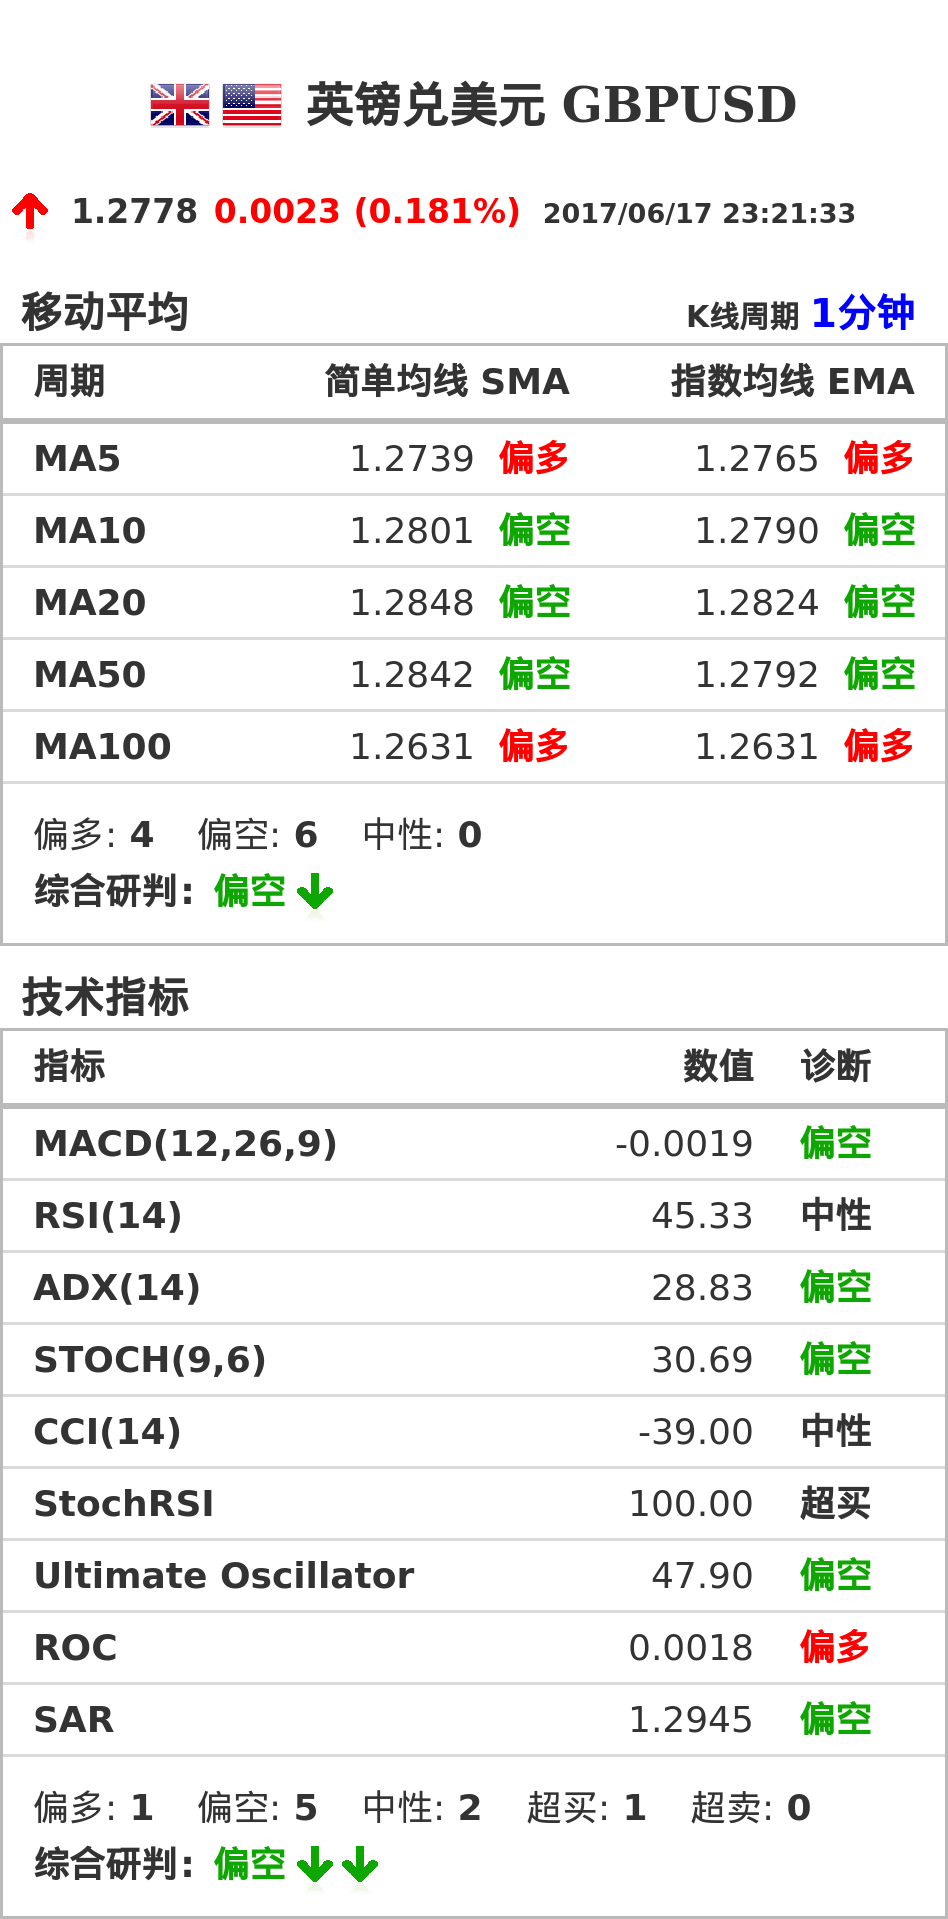 英镑兑美元 GBPUSD
1.2778 0.0023 (0.181%) 2017/06/17 23:21:33
移动平均 K线周期 1分钟
周期 简单均线 SMA 指数均线 EMA
MA5 1.2739 偏多 1.2765 偏多
MA10 1.2801 偏空 1.2790 偏空
MA20 1.2848 偏空 1.2824 偏空
MA50 1.2842 偏空 1.2792 偏空
MA100 1.2631 偏多 1.2631 偏多
偏多: 4 偏空: 6 中性: 0
综合研判: 偏空
技术指标
指标 数值 诊断
MACD(12,26,9) -0.0019 偏空
RSI(14) 45.33 中性
ADX(14) 28.83 偏空
STOCH(9,6) 30.69 偏空
CCI(14) -39.00 中性
StochRSI 100.00 超买
Ultimate Oscillator 47.90 偏空
ROC 0.0018 偏多
SAR 1.2945 偏空
偏多: 1 偏空: 5 中性: 2 超买: 1 超卖: 0
综合研判: 偏空